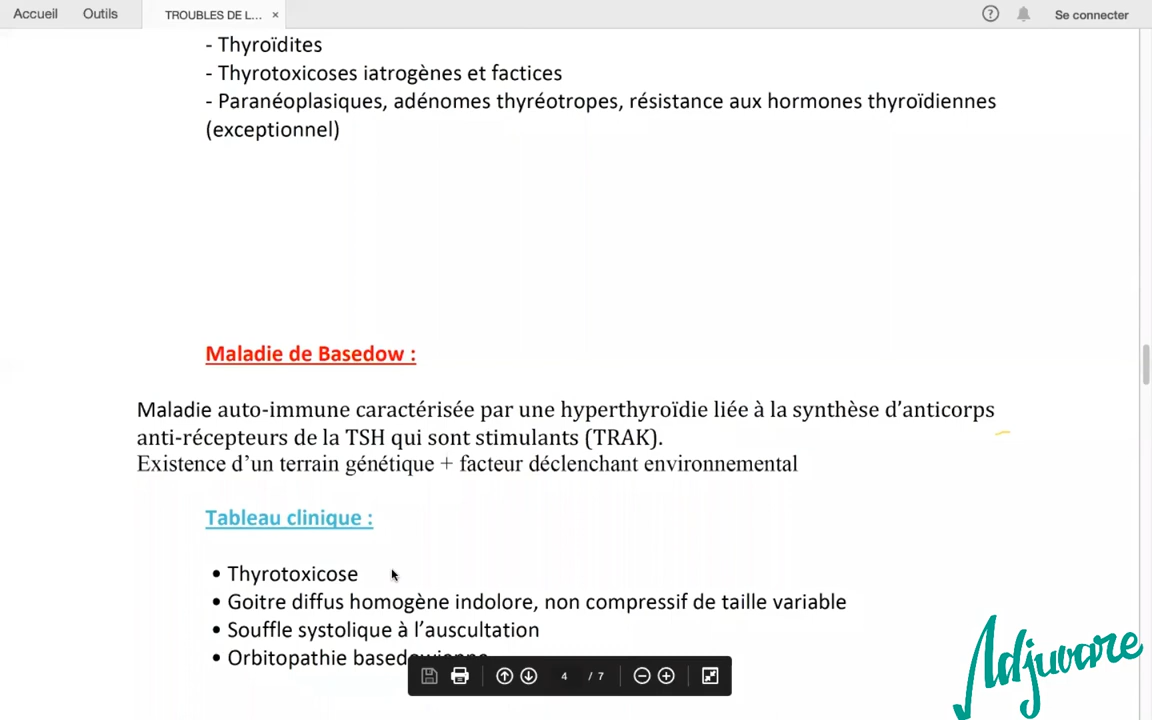 Accueil Outils TROUBLES DE L... × ? Se connecter
- Thyroïdites
- Thyrotoxicoses iatrogènes et factices
- Paranéoplasiques, adénomes thyréotropes, résistance aux hormones thyroïdiennes
(exceptionnel)
Maladie de Basedow :
Maladie auto-immune caractérisée par une hyperthyroïdie liée à la synthèse d’anticorps
anti-récepteurs de la TSH qui sont stimulants (TRAK).
Existence d’un terrain génétique + facteur déclenchant environnemental
Tableau clinique :
• Thyrotoxicose
• Goitre diffus homogène indolore, non compressif de taille variable
• Souffle systolique à l’auscultation
• Orbitopathie basedowienne
4 / 7
Adjuvare